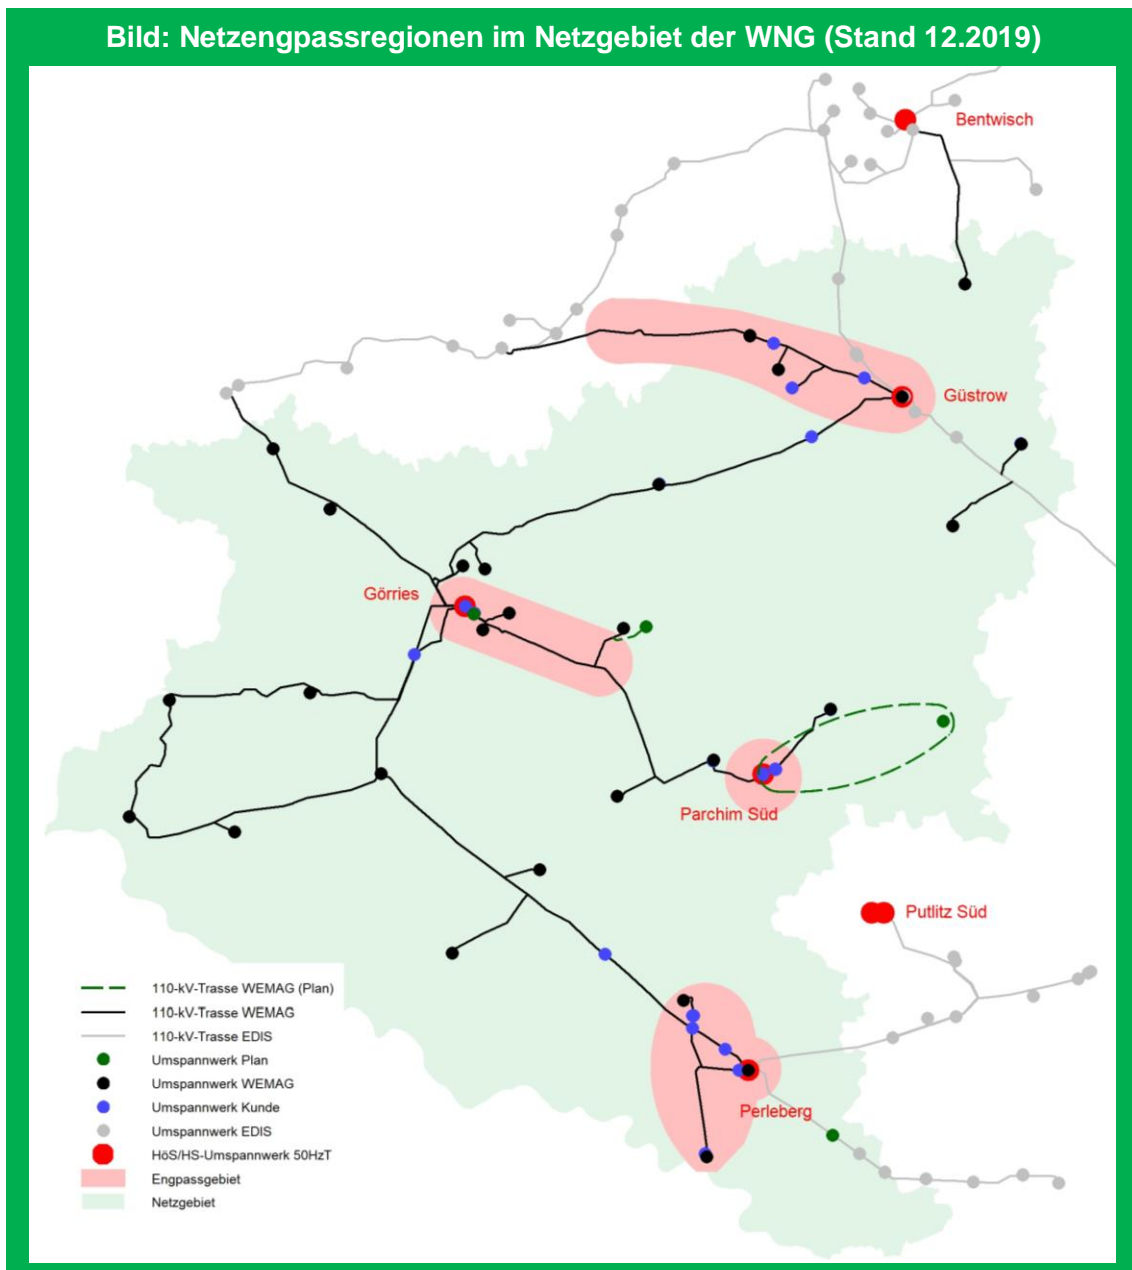 Bild: Netzengpassregionen im Netzgebiet der WNG (Stand 12.2019)
Bentwisch
Güstrow
Görries
Parchim Süd
Putlitz Süd
Perleberg
110-kV-Trasse WEMAG (Plan)
110-kV-Trasse WEMAG
110-kV-Trasse EDIS
Umspannwerk Plan
Umspannwerk WEMAG
Umspannwerk Kunde
Umspannwerk EDIS
HöS/HS-Umspannwerk 50HzT
Engpassgebiet
Netzgebiet